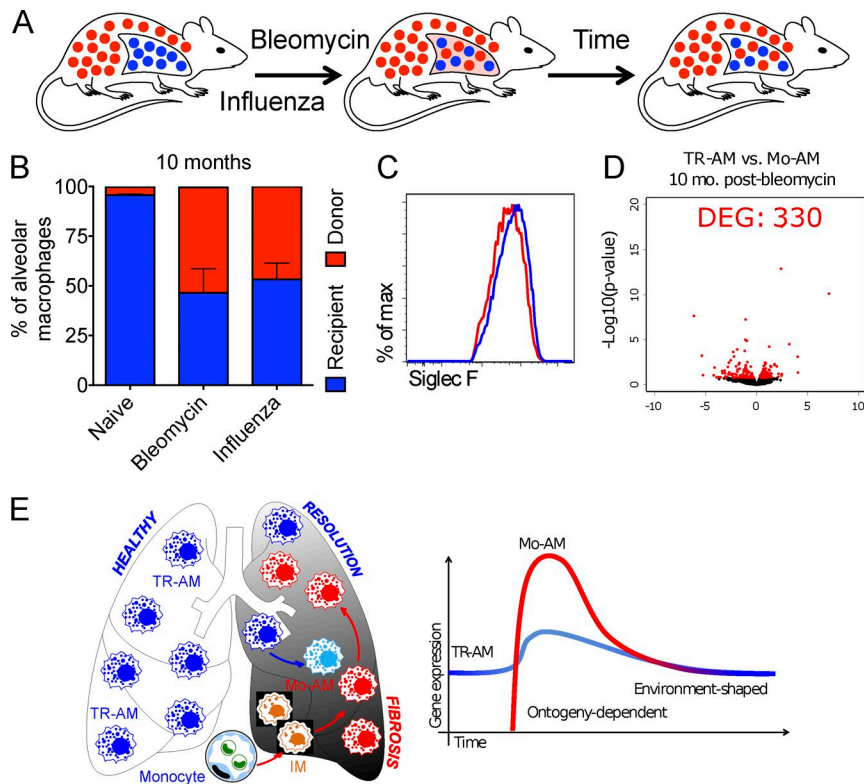 A
Bleomycin
Influenza
Time
B
10 months
% of alveolar
macrophages
100
75
50
25
0
Naive
Bleomycin
Influenza
Recipient
Donor
C
% of max
Siglec F
D
TR-AM vs. Mo-AM
10 mo. post-bleomycin
DEG: 330
-Log10(p-value)
20
15
10
5
0
-10
-5
0
5
10
E
HEALTHY
RESOLUTION
TR-AM
Mo-AM
TR-AM
FIBROSIS
IM
Monocyte
Mo-AM
TR-AM
Gene expression
Environment-shaped
Ontogeny-dependent
Time